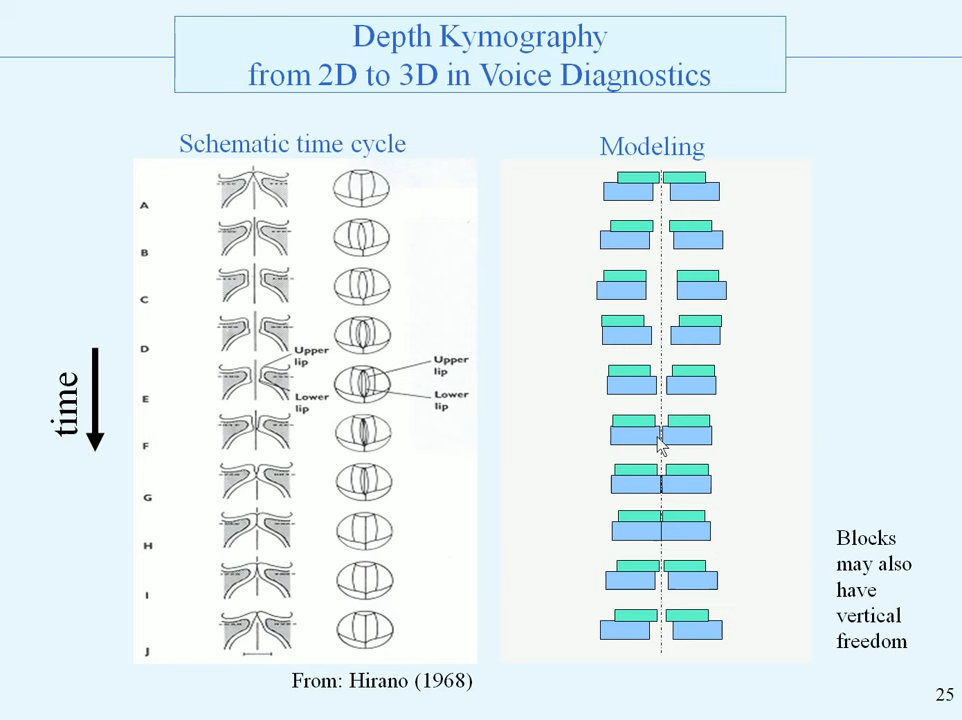 Depth Kymography
from 2D to 3D in Voice Diagnostics
Schematic time cycle
Modeling
A
B
C
D
E
F
G
H
I
J
Upper
lip
Lower
lip
Upper
lip
Lower
lip
time
From: Hirano (1968)
Blocks
may also
have
vertical
freedom
25